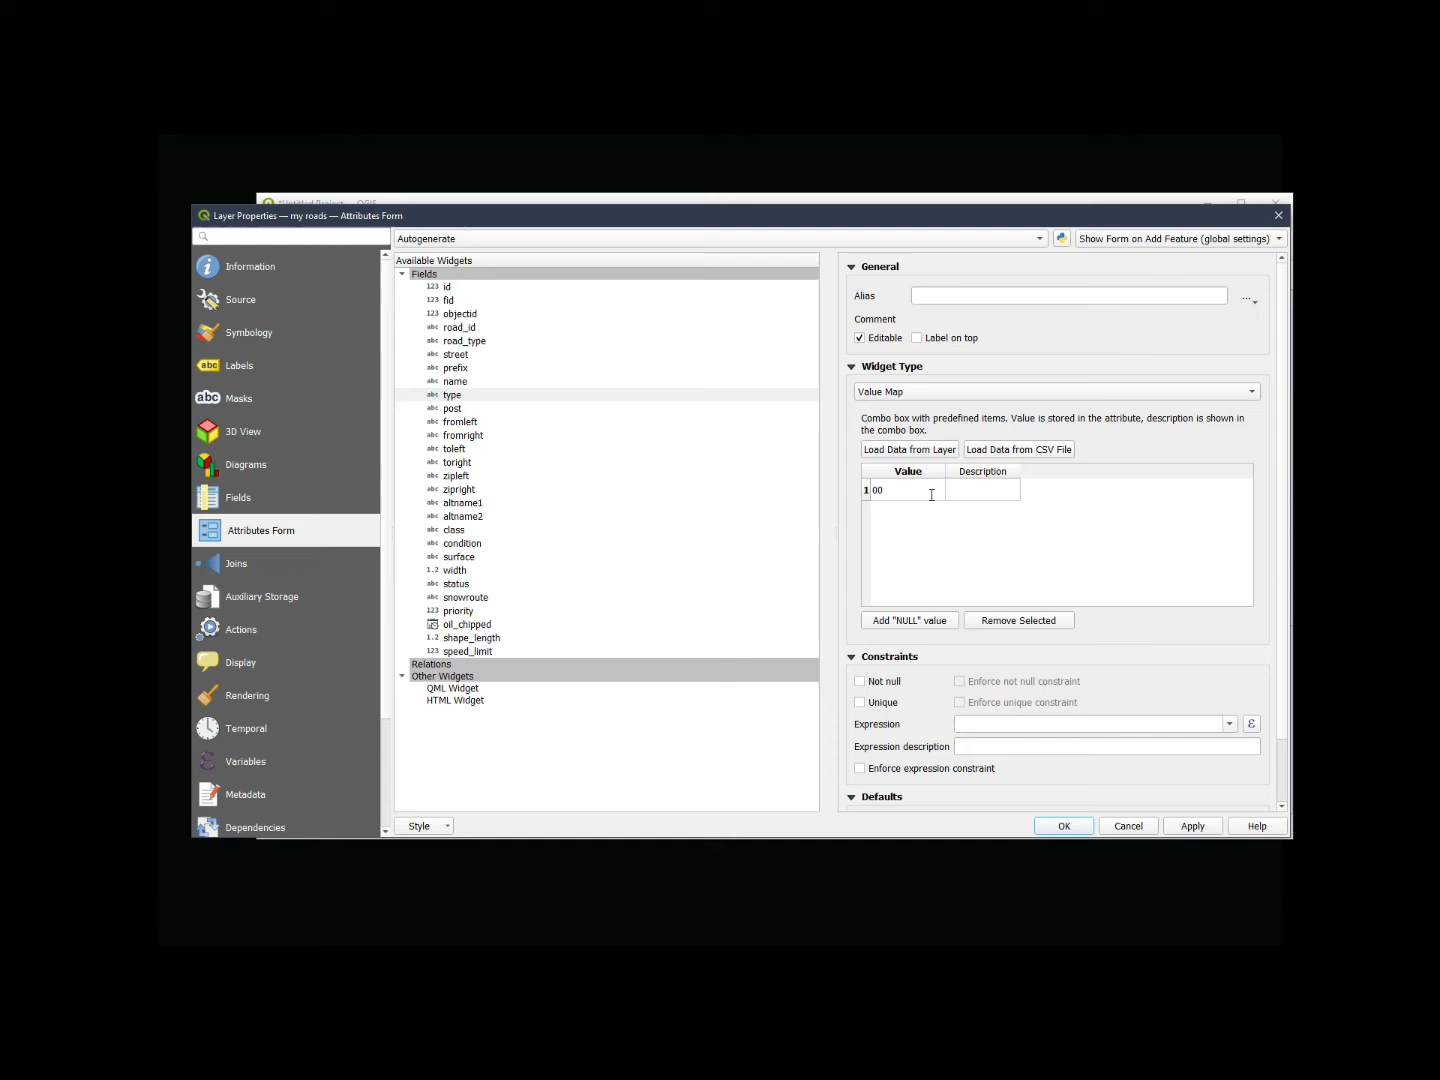 *Untitled Project — QGIS
Layer Properties — my roads — Attributes Form
Autogenerate
Show Form on Add Feature (global settings)
Information
Source
Symbology
abc Labels
abc Masks
3D View
Diagrams
Fields
Attributes Form
Joins
Auxiliary Storage
Actions
Display
Rendering
Temporal
Variables
Metadata
Dependencies
Available Widgets
Fields
123 id
123 fid
123 objectid
abc road_id
abc road_type
abc street
abc prefix
abc name
abc type
abc post
abc fromleft
abc fromright
abc toleft
abc toright
abc zipleft
abc zipright
abc altname1
abc altname2
abc class
abc condition
abc surface
1.2 width
abc status
abc snowroute
123 priority
oil_chipped
1.2 shape_length
123 speed_limit
Relations
Other Widgets
QML Widget
HTML Widget
General
Alias
...
Comment
Editable Label on top
Widget Type
Value Map
Combo box with predefined items. Value is stored in the attribute, description is shown in
the combo box.
Load Data from Layer Load Data from CSV File
Value Description
1 00
Add "NULL" value Remove Selected
Constraints
Not null Enforce not null constraint
Unique Enforce unique constraint
Expression ε
Expression description
Enforce expression constraint
Defaults
Style OK Cancel Apply Help